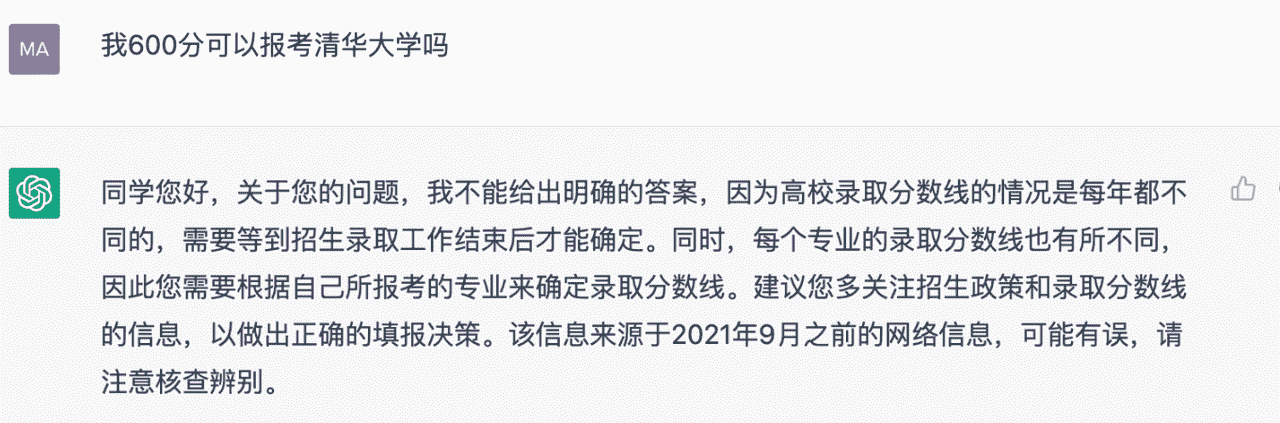 MA
我600分可以报考清华大学吗
同学您好，关于您的问题，我不能给出明确的答案，因为高校录取分数线的情况是每年都不
同的，需要等到招生录取工作结束后才能确定。同时，每个专业的录取分数线也有所不同，
因此您需要根据自己所报考的专业来确定录取分数线。建议您多关注招生政策和录取分数线
的信息，以做出正确的填报决策。该信息来源于2021年9月之前的网络信息，可能有误，请
注意核查辨别。